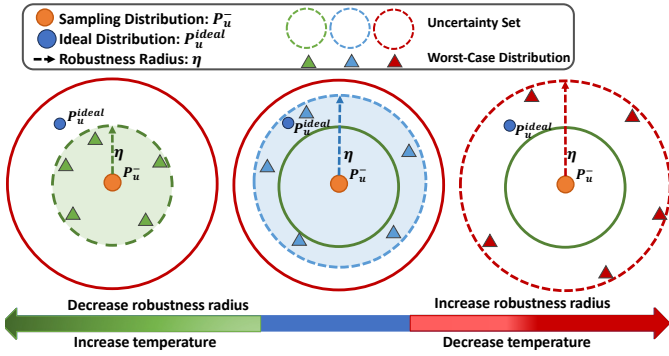 Sampling Distribution: P_u^-
Ideal Distribution: P_u^{ideal}
Robustness Radius: η
Uncertainty Set
Worst-Case Distribution
P_u^{ideal}
η
P_u^-
P_u^{ideal}
η
P_u^-
P_u^{ideal}
η
P_u^-
Decrease robustness radius
Increase robustness radius
Increase temperature
Decrease temperature